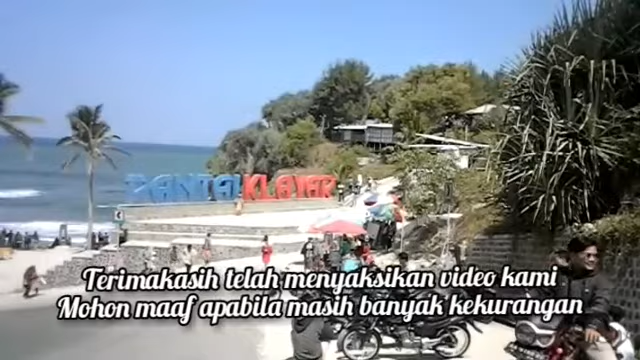 PANTAI KLAYAR
Terimakasih telah menyaksikan video kami
Mohon maaf apabila masih banyak kekurangan